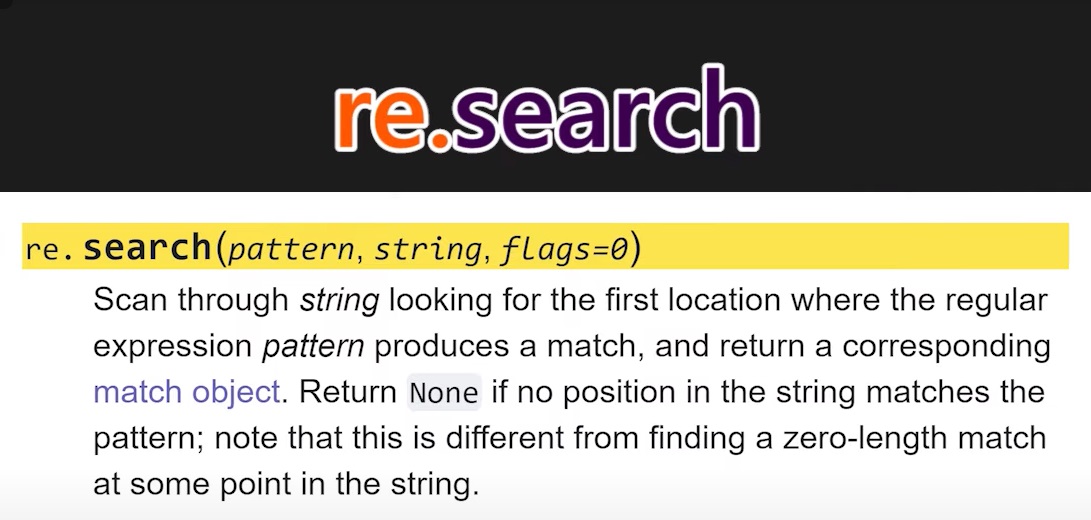 re.search
re. search(pattern, string, flags=0)
Scan through string looking for the first location where the regular
expression pattern produces a match, and return a corresponding
match object. Return None if no position in the string matches the
pattern; note that this is different from finding a zero-length match
at some point in the string.